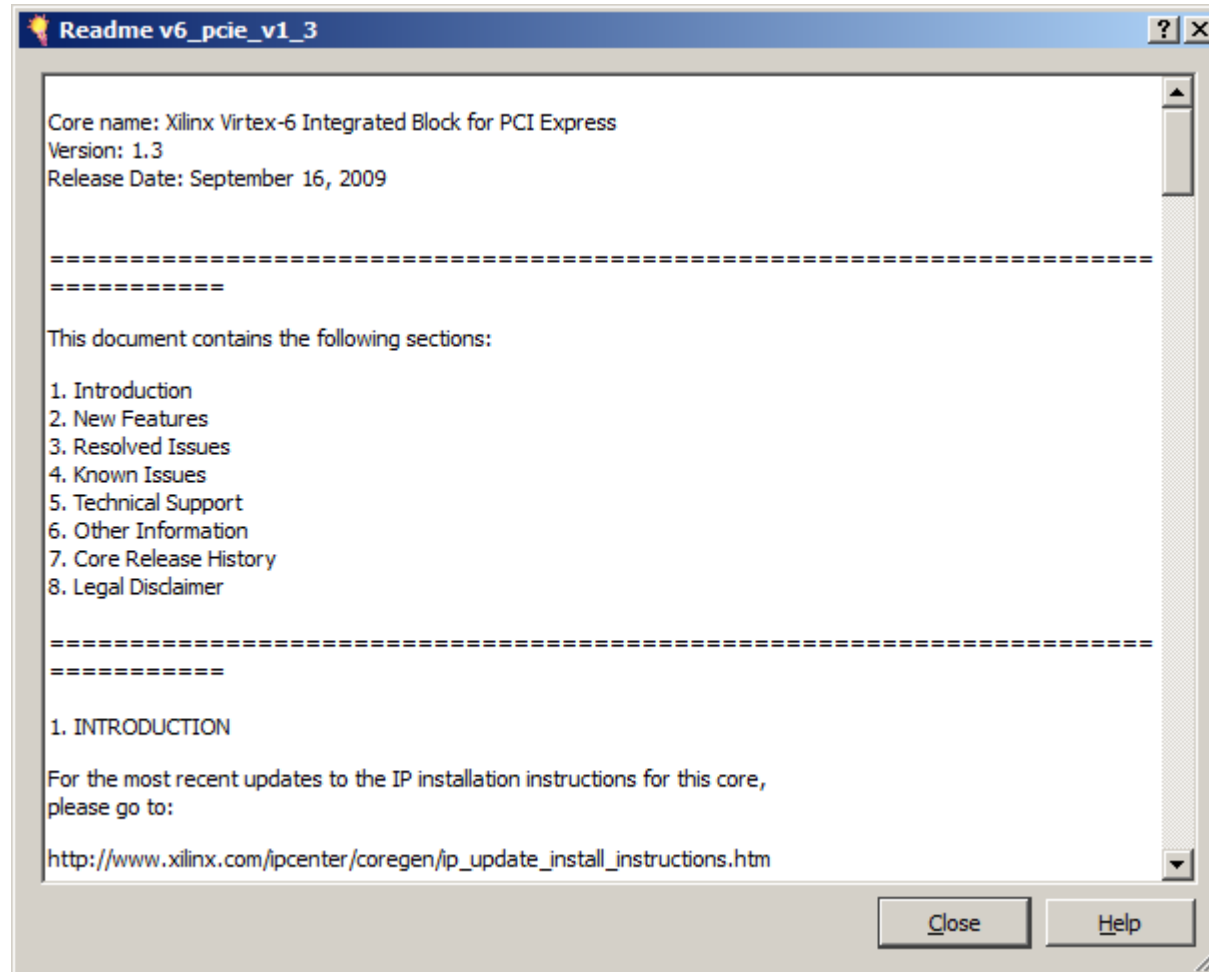 Readme v6_pcie_v1_3
Core name: Xilinx Virtex-6 Integrated Block for PCI Express
Version: 1.3
Release Date: September 16, 2009
=====================================================================
===========
This document contains the following sections:
1. Introduction
2. New Features
3. Resolved Issues
4. Known Issues
5. Technical Support
6. Other Information
7. Core Release History
8. Legal Disclaimer
=====================================================================
===========
1. INTRODUCTION
For the most recent updates to the IP installation instructions for this core,
please go to:
http://www.xilinx.com/ipcenter/coregen/ip_update_install_instructions.htm
Close Help